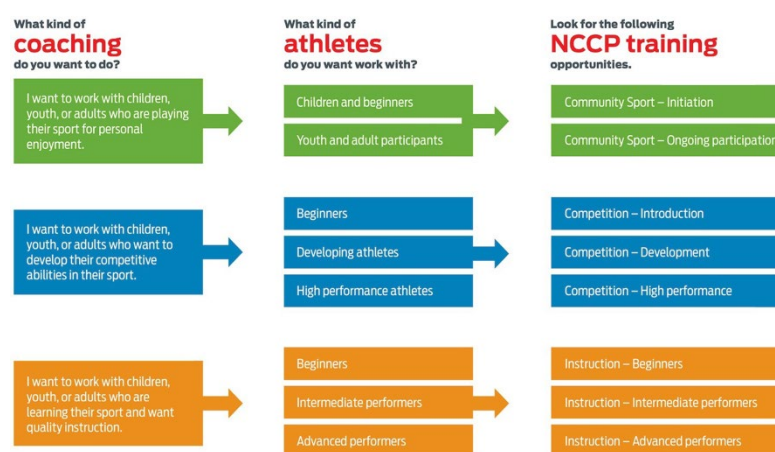 What kind of
coaching
do you want to do?
What kind of
athletes
do you want work with?
Look for the following
NCCP training
opportunities.
I want to work with children,
youth, or adults who are playing
their sport for personal
enjoyment.
Children and beginners
Youth and adult participants
Community Sport – Initiation
Community Sport – Ongoing participation
I want to work with children,
youth, or adults who want to
develop their competitive
abilities in their sport.
Beginners
Developing athletes
High performance athletes
Competition – Introduction
Competition – Development
Competition – High performance
I want to work with children,
youth, or adults who are
learning their sport and want
quality instruction.
Beginners
Intermediate performers
Advanced performers
Instruction – Beginners
Instruction – Intermediate performers
Instruction – Advanced performers